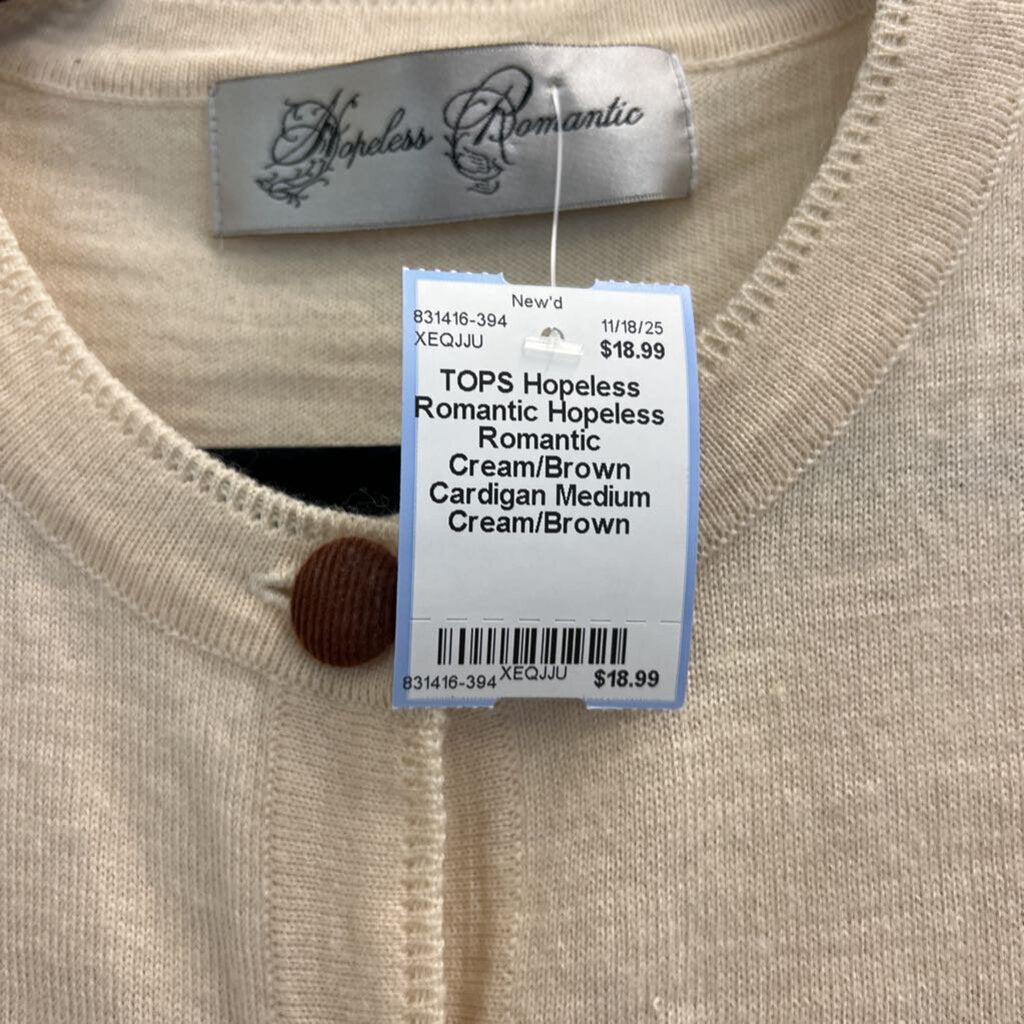 Hopeless Romantic
New'd
831416-394 11/18/25
XEQJJU $18.99
TOPS Hopeless
Romantic Hopeless
Romantic
Cream/Brown
Cardigan Medium
Cream/Brown
831416-394 XEQJJU $18.99